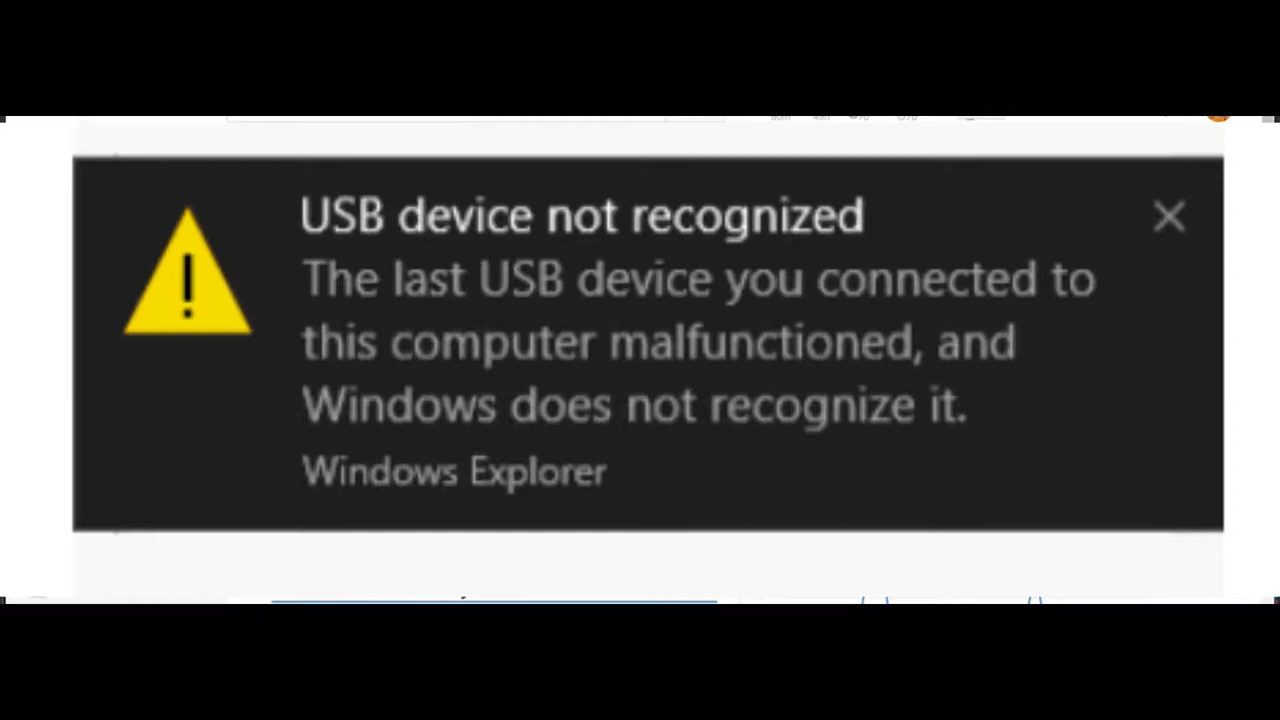 USB device not recognized
The last USB device you connected to
this computer malfunctioned, and
Windows does not recognize it.
Windows Explorer